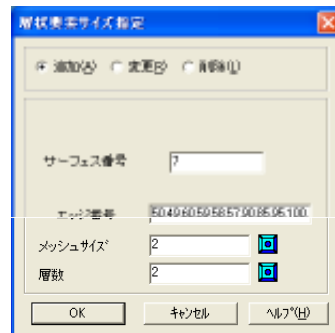 層状要素サイズ指定
追加(A) 変更(R) 削除(L)
サーフェス番号 7
エッジ番号
メッシュサイズ 2
層数 2
OK キャンセル ヘルプ(H)